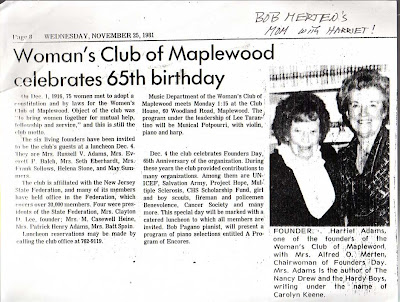 BOB MERTEN'S
MOM with HARRIET!
Page 8 WEDNESDAY, NOVEMBER 25, 1981
Woman's Club of Maplewood
celebrates 65th birthday
On Dec. 1, 1916, 75 women met to adopt a
constitution and by laws for the Women's
Club of Maplewood. Object of the club was
"to bring women together for mutual help,
fellowship and service," and this is still the
club motto.
The six living founders have been invited
to be the club's guests at a luncheon Dec. 4.
They are Mrs. Russell V. Adams, Mrs. Ev-
erett P. Balch, Mrs. Seth Eberhardt, Mrs.
Frank Sellows, Helena Stone, and May Sum-
mers.
The club is affiliated with the New Jersey
State Federation, and many of its members
have held office in the Federation, which
covers over 30,000 members. Four were pres-
idents of the State Federation, Mrs. Clayton
D Lee, founder; Mrs. M. Casewell Heine,
Mrs. Patrick Henry Adams, Mrs. Batt Spain.
Luncheon reservations may be made by
calling the club office at 762-9119.
Music Department of the Woman's Club of
Maplewood meets Monday 1:15 at the Club
House, 60 Woodland Road, Maplewood. The
program under the leadership of Lee Turan-
tine will be Musical Potpourri, with violin,
piano and harp.
Dec. 4 the club celebrates Founders Day,
65th Anniversary of the organization. During
these years the club provided contributions to
many organizations. Among them are UN-
ICEF, Salvation Army, Project Hope, Mul-
tiple Sclerosis, CHS Scholarship Fund, girl
and boy scouts, firemen and policemen
Benevolence, Cancer Society and many
more. This special day will be marked with a
catered luncheon to which all members are
invited. Bob Pagano pianist, will present a
program of piano selections entitled A Pro-
gram of Encores.
FOUNDER. - Harriet Adams,
one of the founders of the
Woman's Club of Maplewood,
with Mrs. Alfred O. Merten,
Chairwoman of Founders Day.
Mrs. Adams is the author of The
Nancy Drew and the Hardy Boys,
writing under the name of
Carolyn Keene.